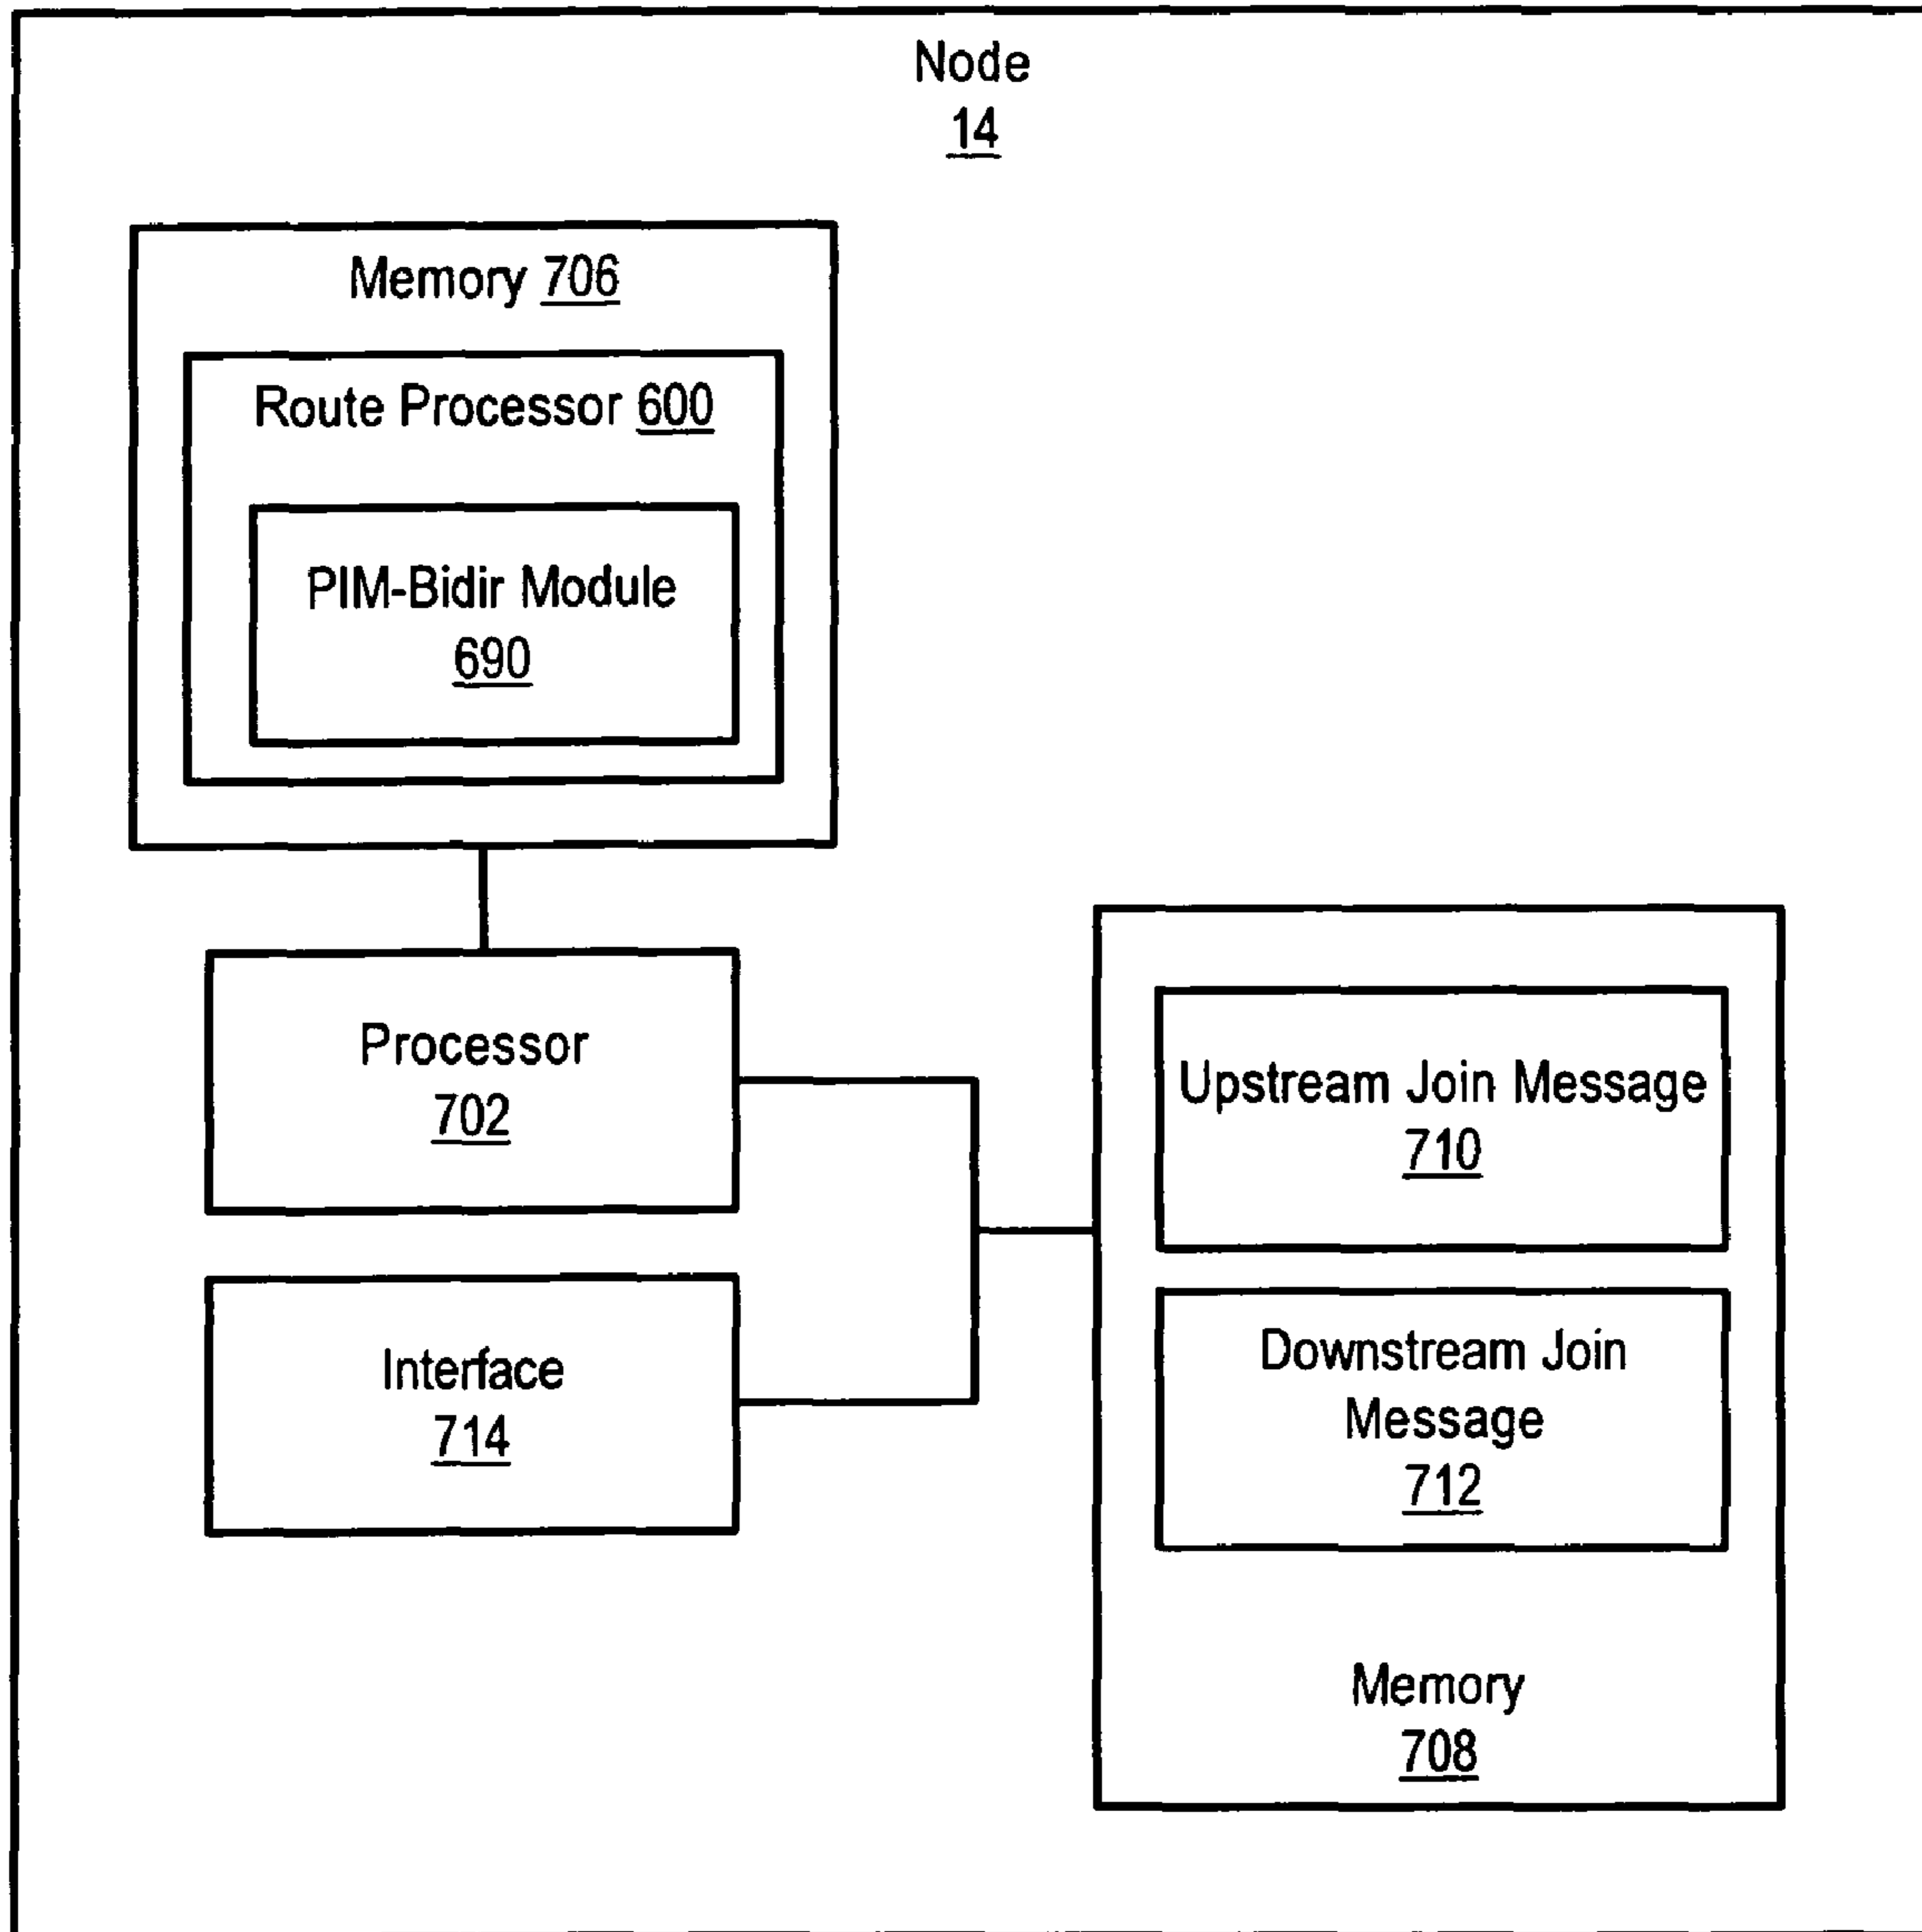 Node
14
Memory 706
Route Processor 600
PIM-Bidir Module
690
Processor
702
Interface
714
Upstream Join Message
710
Downstream Join
Message
712
Memory
708